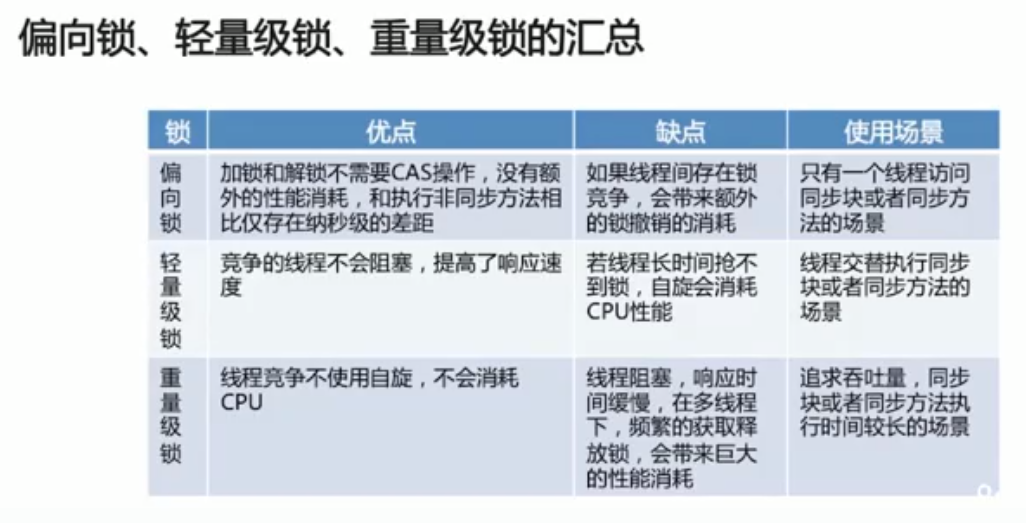 偏向锁、轻量级锁、重量级锁的汇总
锁 优点 缺点 使用场景
偏
向
锁
加锁和解锁不需要CAS操作，没有额
外的性能消耗，和执行非同步方法相
比仅存在纳秒级的差距
如果线程间存在锁
竞争，会带来额外
的锁撤销的消耗
只有一个线程访问
同步块或者同步方
法的场景
轻
量
级
锁
竞争的线程不会阻塞，提高了响应速
度
若线程长时间抢不
到锁，自旋会消耗
CPU性能
线程交替执行同步
块或者同步方法的
场景
重
量
级
锁
线程竞争不使用自旋，不会消耗
CPU
线程阻塞，响应时
间缓慢，在多线程
下，频繁的获取释
放锁，会带来巨大
的性能消耗
追求吞吐量，同步
块或者同步方法执
行时间较长的场景